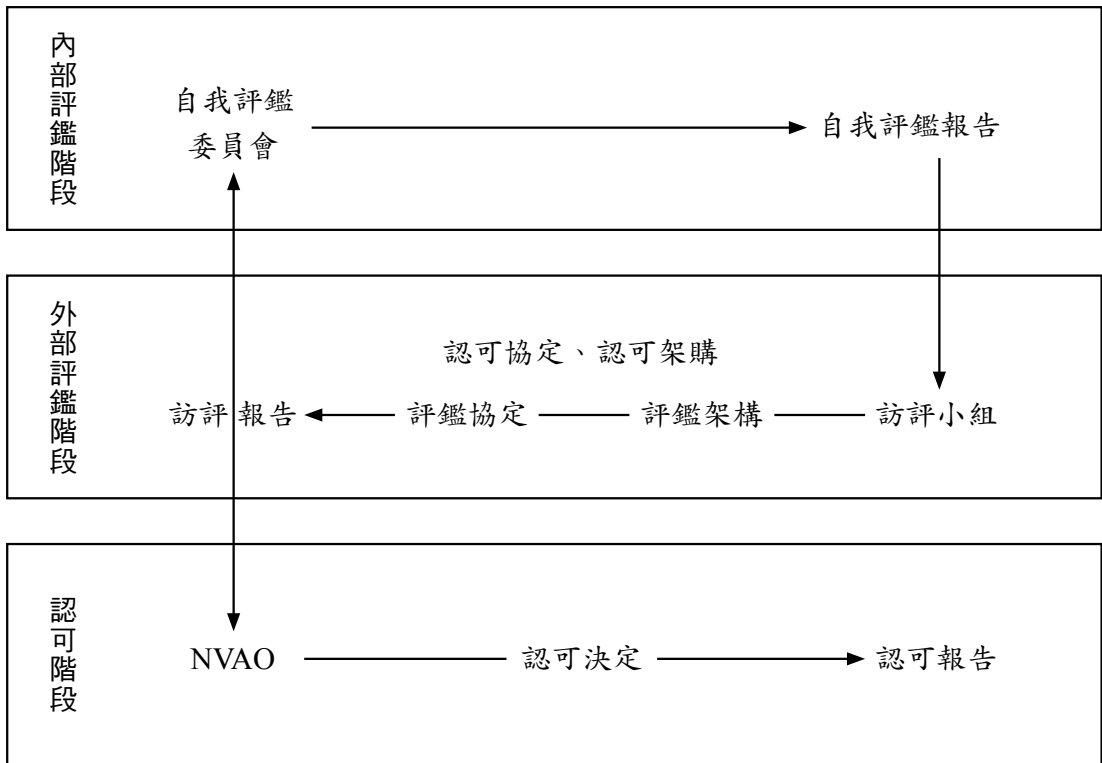 內部評鑑階段
自我評鑑
委員會
自我評鑑報告
外部評鑑階段
認可協定、認可架購
訪評 報告
評鑑協定
評鑑架構
訪評小組
認可階段
NVAO
認可決定
認可報告